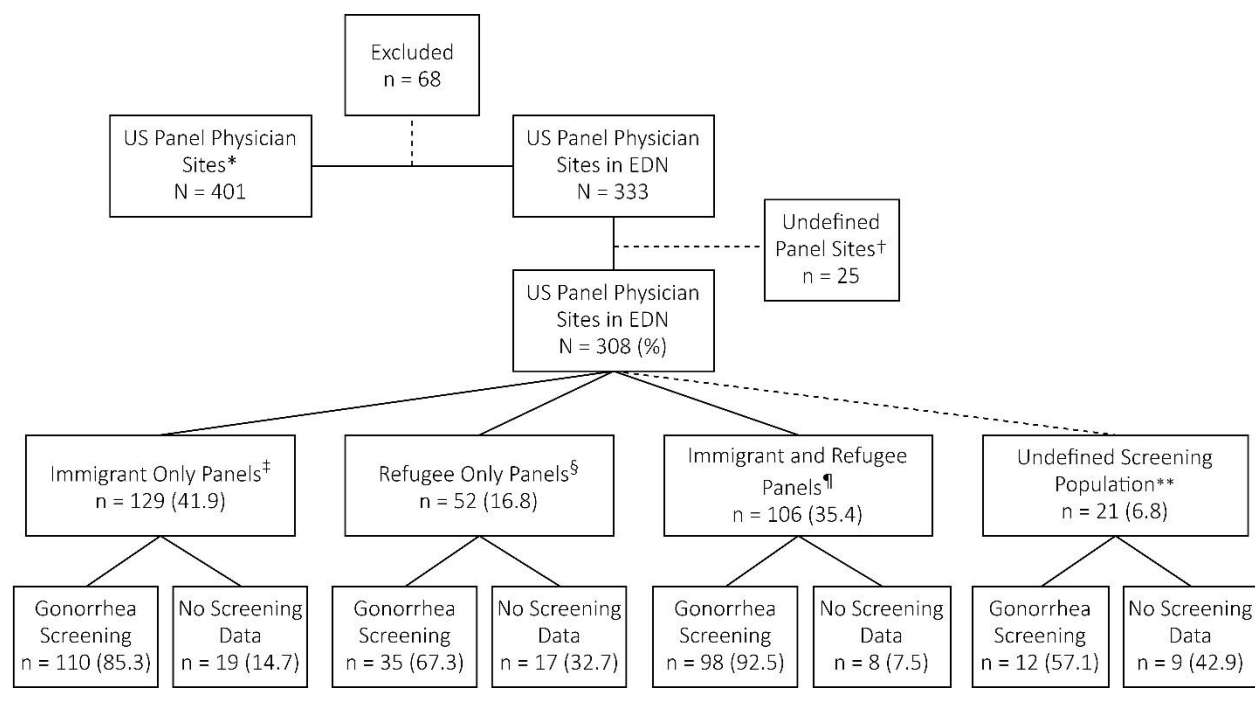 Excluded
n = 68
US Panel Physician
Sites*
N = 401
US Panel Physician
Sites in EDN
N = 333
Undefined
Panel Sites†
n = 25
US Panel Physician
Sites in EDN
N = 308 (%)
Immigrant Only Panels‡
n = 129 (41.9)
Refugee Only Panels§
n = 52 (16.8)
Immigrant and Refugee
Panels¶
n = 106 (35.4)
Undefined Screening
Population**
n = 21 (6.8)
Gonorrhea
Screening
n = 110 (85.3)
No Screening
Data
n = 19 (14.7)
Gonorrhea
Screening
n = 35 (67.3)
No Screening
Data
n = 17 (32.7)
Gonorrhea
Screening
n = 98 (92.5)
No Screening
Data
n = 8 (7.5)
Gonorrhea
Screening
n = 12 (57.1)
No Screening
Data
n = 9 (42.9)